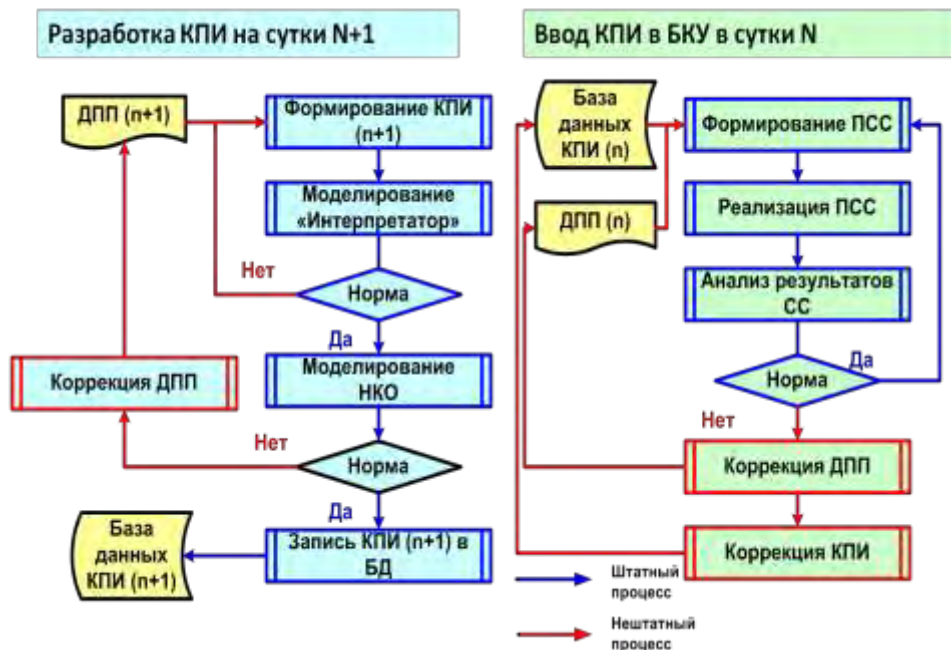 Разработка КПИ на сутки N+1
ДПП (n+1)
Формирование КПИ
(n+1)
Моделирование
«Интерпретатор»
Нет
Норма
Да
Коррекция ДПП
Моделирование
НКО
Нет
Норма
Да
База
данных
КПИ (n+1)
Запись КПИ (n+1) в
БД
Ввод КПИ в БКУ в сутки N
База
данных
КПИ (n)
Формирование ПСС
ДПП (n)
Реализация ПСС
Анализ результатов
СС
Да
Норма
Нет
Коррекция ДПП
Коррекция КПИ
Штатный
процесс
Нештатный
процесс